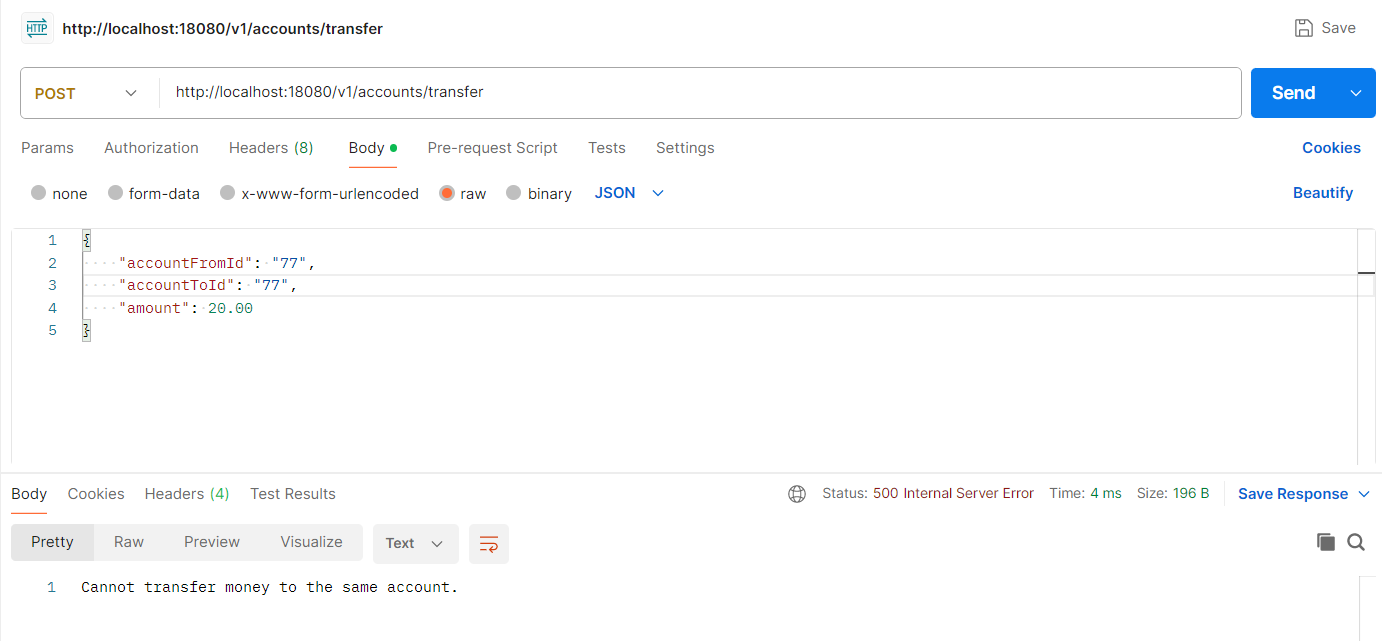 HTTP http://localhost:18080/v1/accounts/transfer Save
POST http://localhost:18080/v1/accounts/transfer Send
Params Authorization Headers (8) Body Pre-request Script Tests Settings Cookies
none form-data x-www-form-urlencoded raw binary JSON Beautify
1 {
2 ····"accountFromId":·"77",
3 ····"accountToId":·"77",
4 ····"amount":·20.00
5 }
Body Cookies Headers (4) Test Results Status: 500 Internal Server Error Time: 4 ms Size: 196 B Save Response
Pretty Raw Preview Visualize Text
1 Cannot transfer money to the same account.